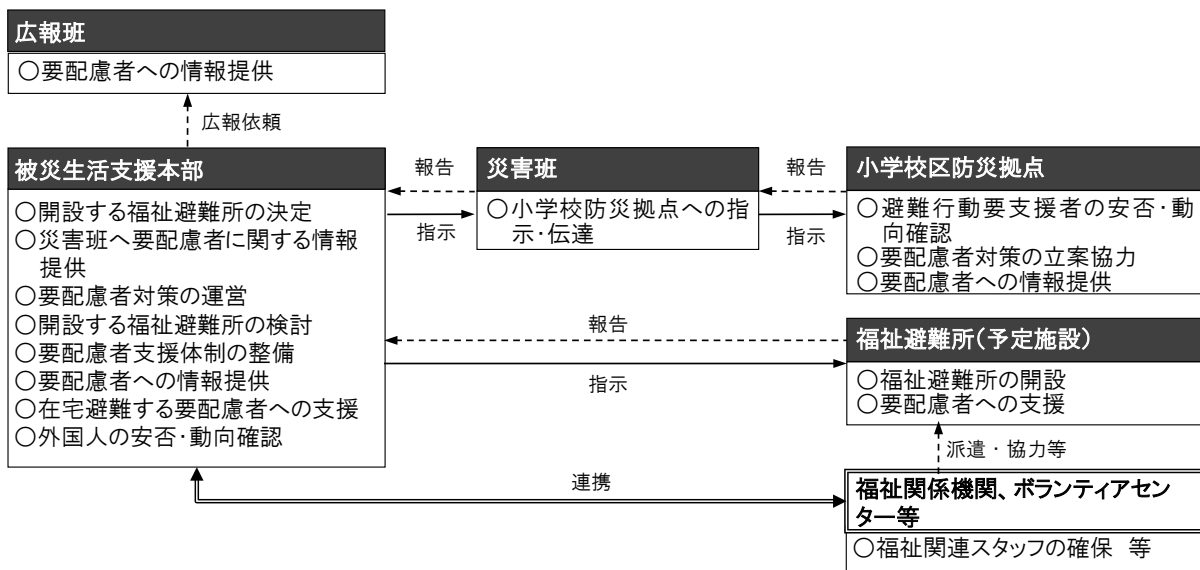 広報班
○要配慮者への情報提供
広報依頼
被災生活支援本部
○開設する福祉避難所の決定
○災害班へ要配慮者に関する情報
提供
○要配慮者対策の運営
○開設する福祉避難所の検討
○要配慮者支援体制の整備
○要配慮者への情報提供
○在宅避難する要配慮者への支援
○外国人の安否・動向確認
報告
指示
災害班
○小学校防災拠点への指
示・伝達
報告
指示
小学校区防災拠点
○避難行動要支援者の安否・動
向確認
○要配慮者対策の立案協力
○要配慮者への情報提供
報告
指示
福祉避難所(予定施設)
○福祉避難所の開設
○要配慮者への支援
派遣・協力等
連携
福祉関係機関、ボランティアセン
ター等
○福祉関連スタッフの確保　等